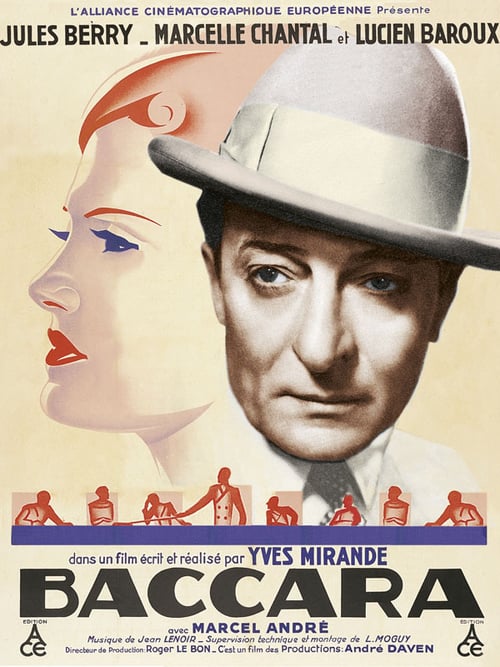 L'ALLIANCE CINÉMATOGRAPHIQUE EUROPÉENNE Présente
JULES BERRY _ MARCELLE CHANTAL et LUCIEN BAROUX
dans un film écrit et réalisé par YVES MIRANDE
BACCARA
avec MARCEL ANDRÉ
Musique de Jean LENOIR _ Supervision technique et montage de L. MOGUY
Directeur de Production: Roger LE BON _ C'est un film des Productions: André DAVEN
EDITION
ACE
EDITION
ACE